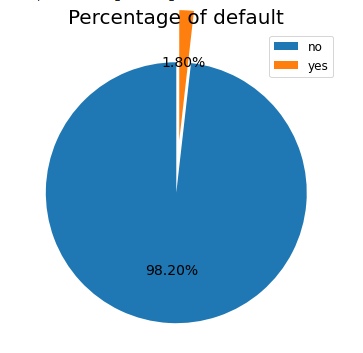 Percentage of default
no
yes
1.80%
98.20%